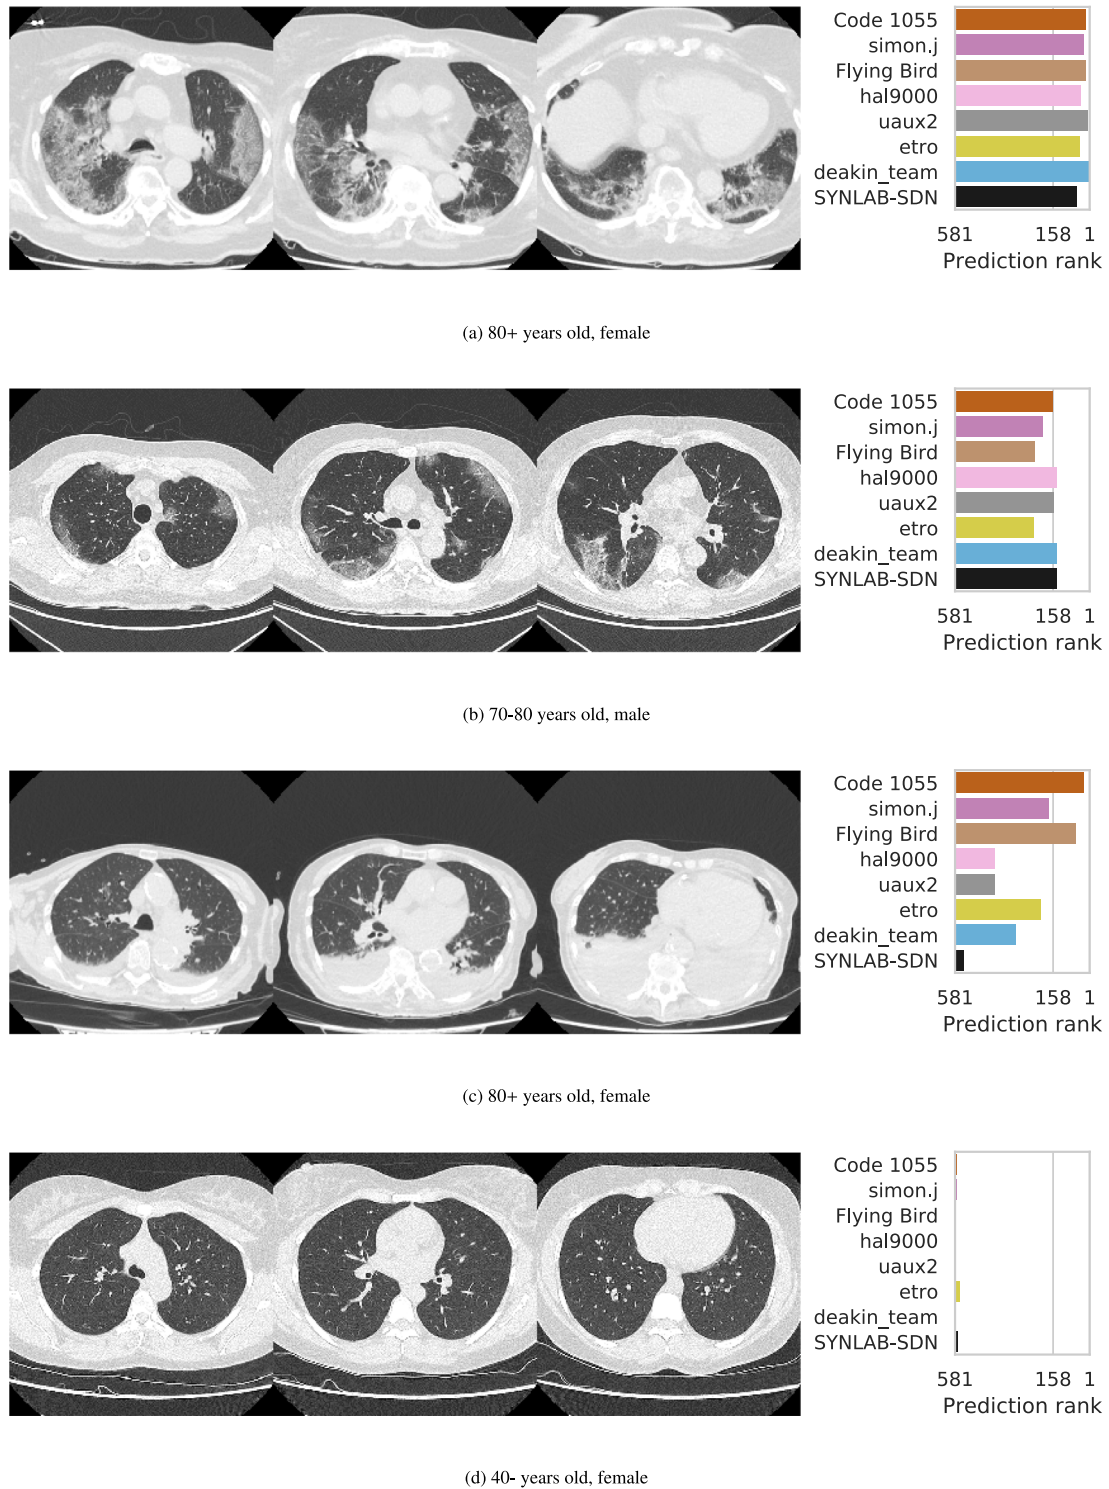 Code 1055
simon.j
Flying Bird
hal9000
uaux2
etro
deakin_team
SYNLAB-SDN
581 158 1
Prediction rank
(a) 80+ years old, female
Code 1055
simon.j
Flying Bird
hal9000
uaux2
etro
deakin_team
SYNLAB-SDN
581 158 1
Prediction rank
(b) 70-80 years old, male
Code 1055
simon.j
Flying Bird
hal9000
uaux2
etro
deakin_team
SYNLAB-SDN
581 158 1
Prediction rank
(c) 80+ years old, female
Code 1055
simon.j
Flying Bird
hal9000
uaux2
etro
deakin_team
SYNLAB-SDN
581 158 1
Prediction rank
(d) 40- years old, female